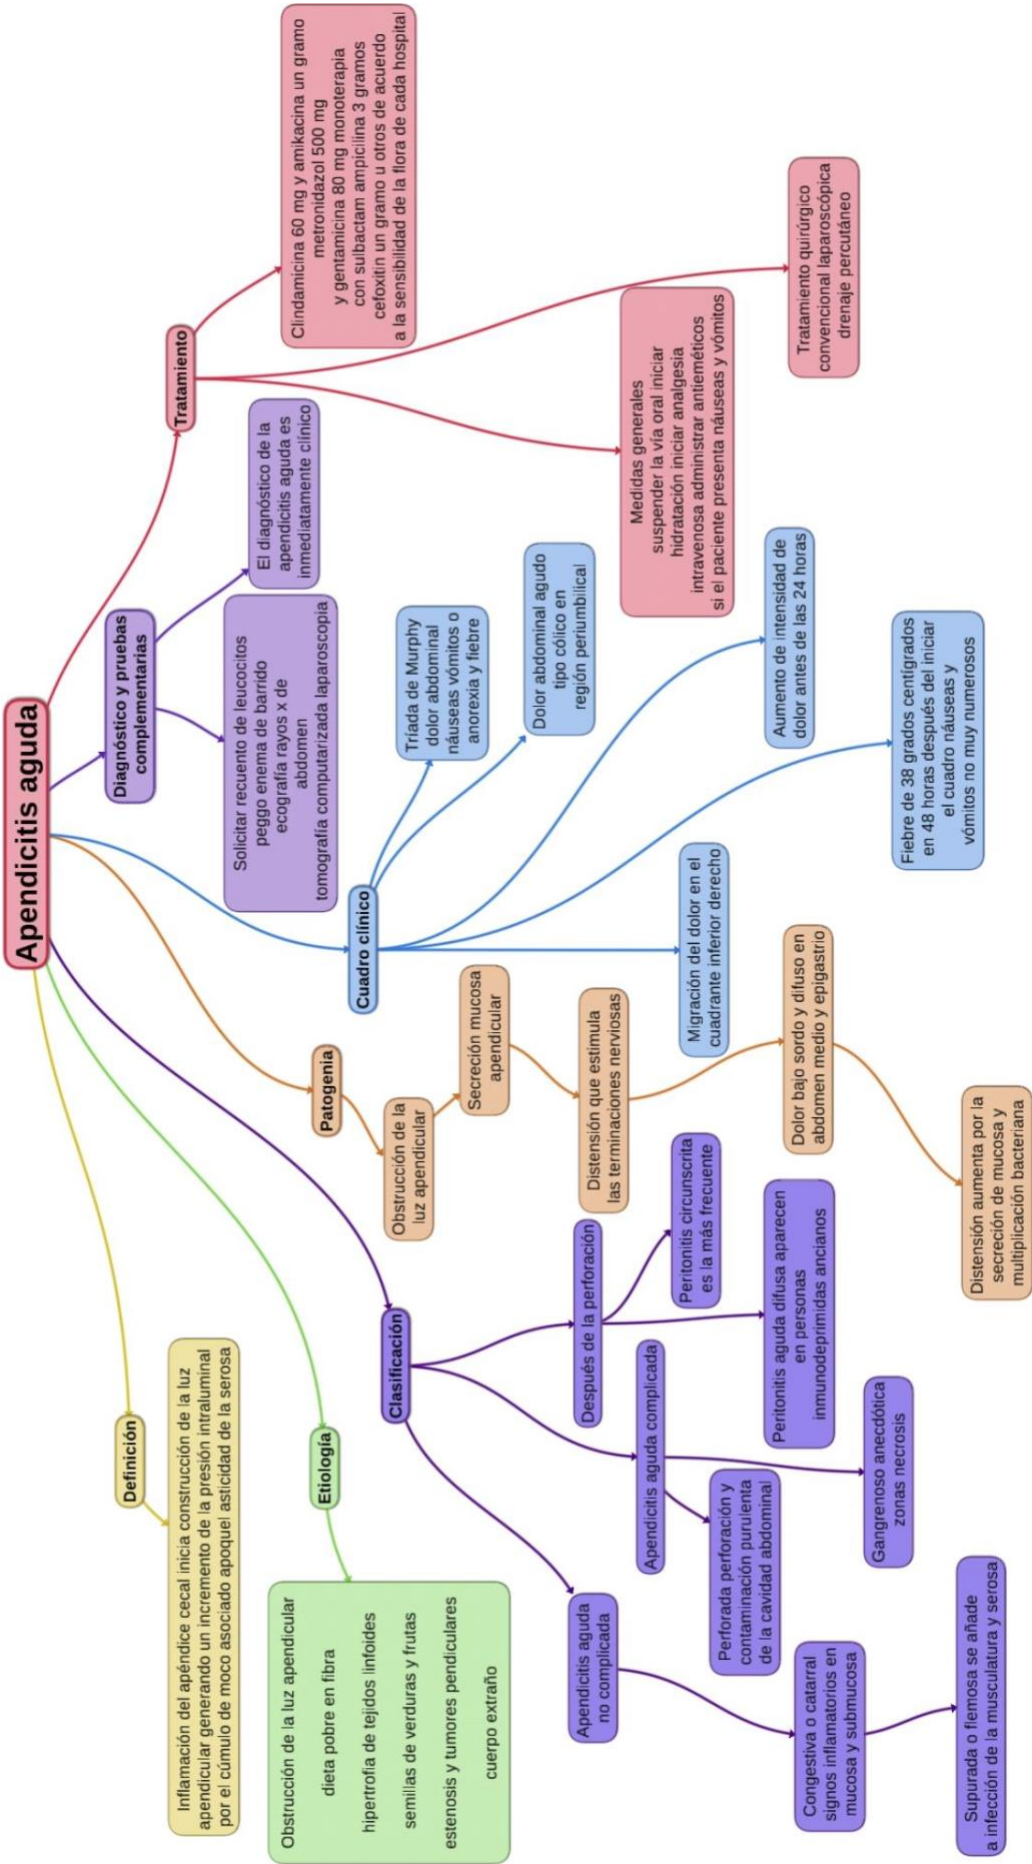 Apendicitis aguda
Definición
Inflamación del apéndice cecal inicia construcción de la luz
apendicular generando un incremento de la presión intraluminal
por el cúmulo de moco asociado apoquel asticidad de la serosa
Etiología
Obstrucción de la luz apendicular
dieta pobre en fibra
hipertrofia de tejidos linfoides
semillas de verduras y frutas
estenosis y tumores pendiculares
cuerpo extraño
Clasificación
Apendicitis aguda
no complicada
Congestiva o catarral
signos inflamatorios en
mucosa y submucosa
Supurada o flemosa se añade
a infección de la musculatura y serosa
Apendicitis aguda complicada
Perforada perforación y
contaminación purulenta
de la cavidad abdominal
Gangrenoso anecdótica
zonas necrosis
Después de la perforación
Peritonitis circunscrita
es la más frecuente
Peritonitis aguda difusa aparecen
en personas
inmunodeprimidas ancianos
Patogenia
Obstrucción de la
luz apendicular
Secreción mucosa
apendicular
Distensión que estimula
las terminaciones nerviosas
Dolor bajo sordo y difuso en
abdomen medio y epigastrio
Distensión aumenta por la
secreción de mucosa y
multiplicación bacteriana
Cuadro clínico
Tríada de Murphy
dolor abdominal
náuseas vómitos o
anorexia y fiebre
Dolor abdominal agudo
tipo cólico en
región periumbilical
Migración del dolor en el
cuadrante inferior derecho
Aumento de intensidad de
dolor antes de las 24 horas
Fiebre de 38 grados centígrados
en 48 horas después del iniciar
el cuadro náuseas y
vómitos no muy numerosos
Diagnóstico y pruebas
complementarias
Solicitar recuento de leucocitos
peggo enema de barrido
ecografía rayos x de
abdomen
tomografía computarizada laparoscopia
El diagnóstico de la
apendicitis aguda es
inmediatamente clínico
Tratamiento
Clindamicina 60 mg y amikacina un gramo
metronidazol 500 mg
y gentamicina 80 mg monoterapia
con sulbactam ampicilina 3 gramos
cefoxitin un gramo u otros de acuerdo
a la sensibilidad de la flora de cada hospital
Medidas generales
suspender la vía oral iniciar
hidratación iniciar analgesia
intravenosa administrar antieméticos
si el paciente presenta náuseas y vómitos
Tratamiento quirúrgico
convencional laparoscópica
drenaje percutáneo